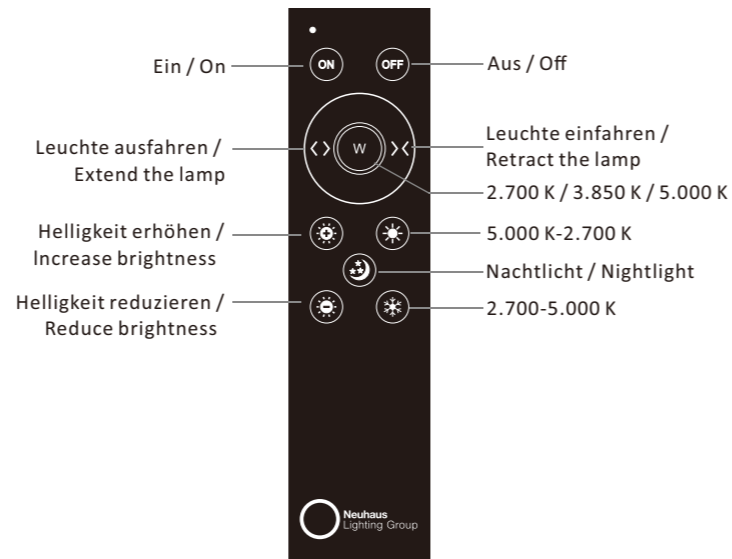 ON
OFF
Ein / On
Aus / Off
Leuchte ausfahren /
Extend the lamp
W
Leuchte einfahren /
Retract the lamp
2.700 K / 3.850 K / 5.000 K
Helligkeit erhöhen /
Increase brightness
5.000 K-2.700 K
Nachtlicht / Nightlight
Helligkeit reduzieren /
Reduce brightness
2.700-5.000 K
Neuhaus
Lighting Group